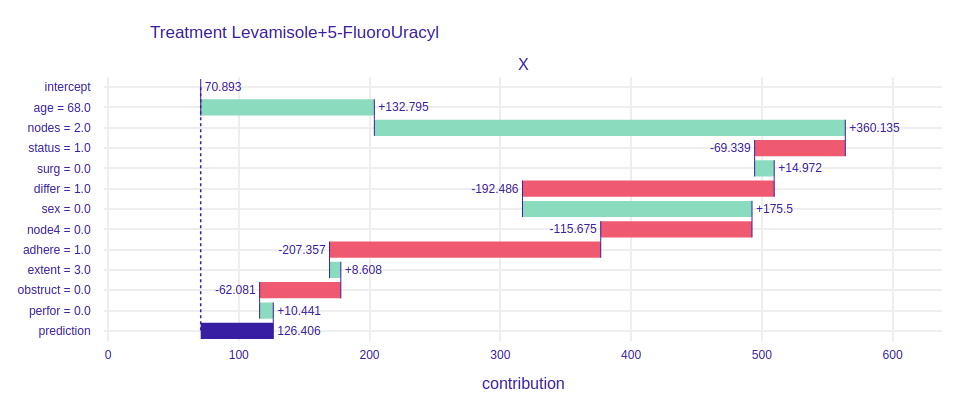 Treatment Levamisole+5-FluoroUracyl
X
intercept 70.893
age = 68.0 +132.795
nodes = 2.0 +360.135
status = 1.0 -69.339
surg = 0.0 +14.972
differ = 1.0 -192.486
sex = 0.0 +175.5
node4 = 0.0 -115.675
adhere = 1.0 -207.357
extent = 3.0 +8.608
obstruct = 0.0 -62.081
perfor = 0.0 +10.441
prediction 126.406
0 100 200 300 400 500 600
contribution